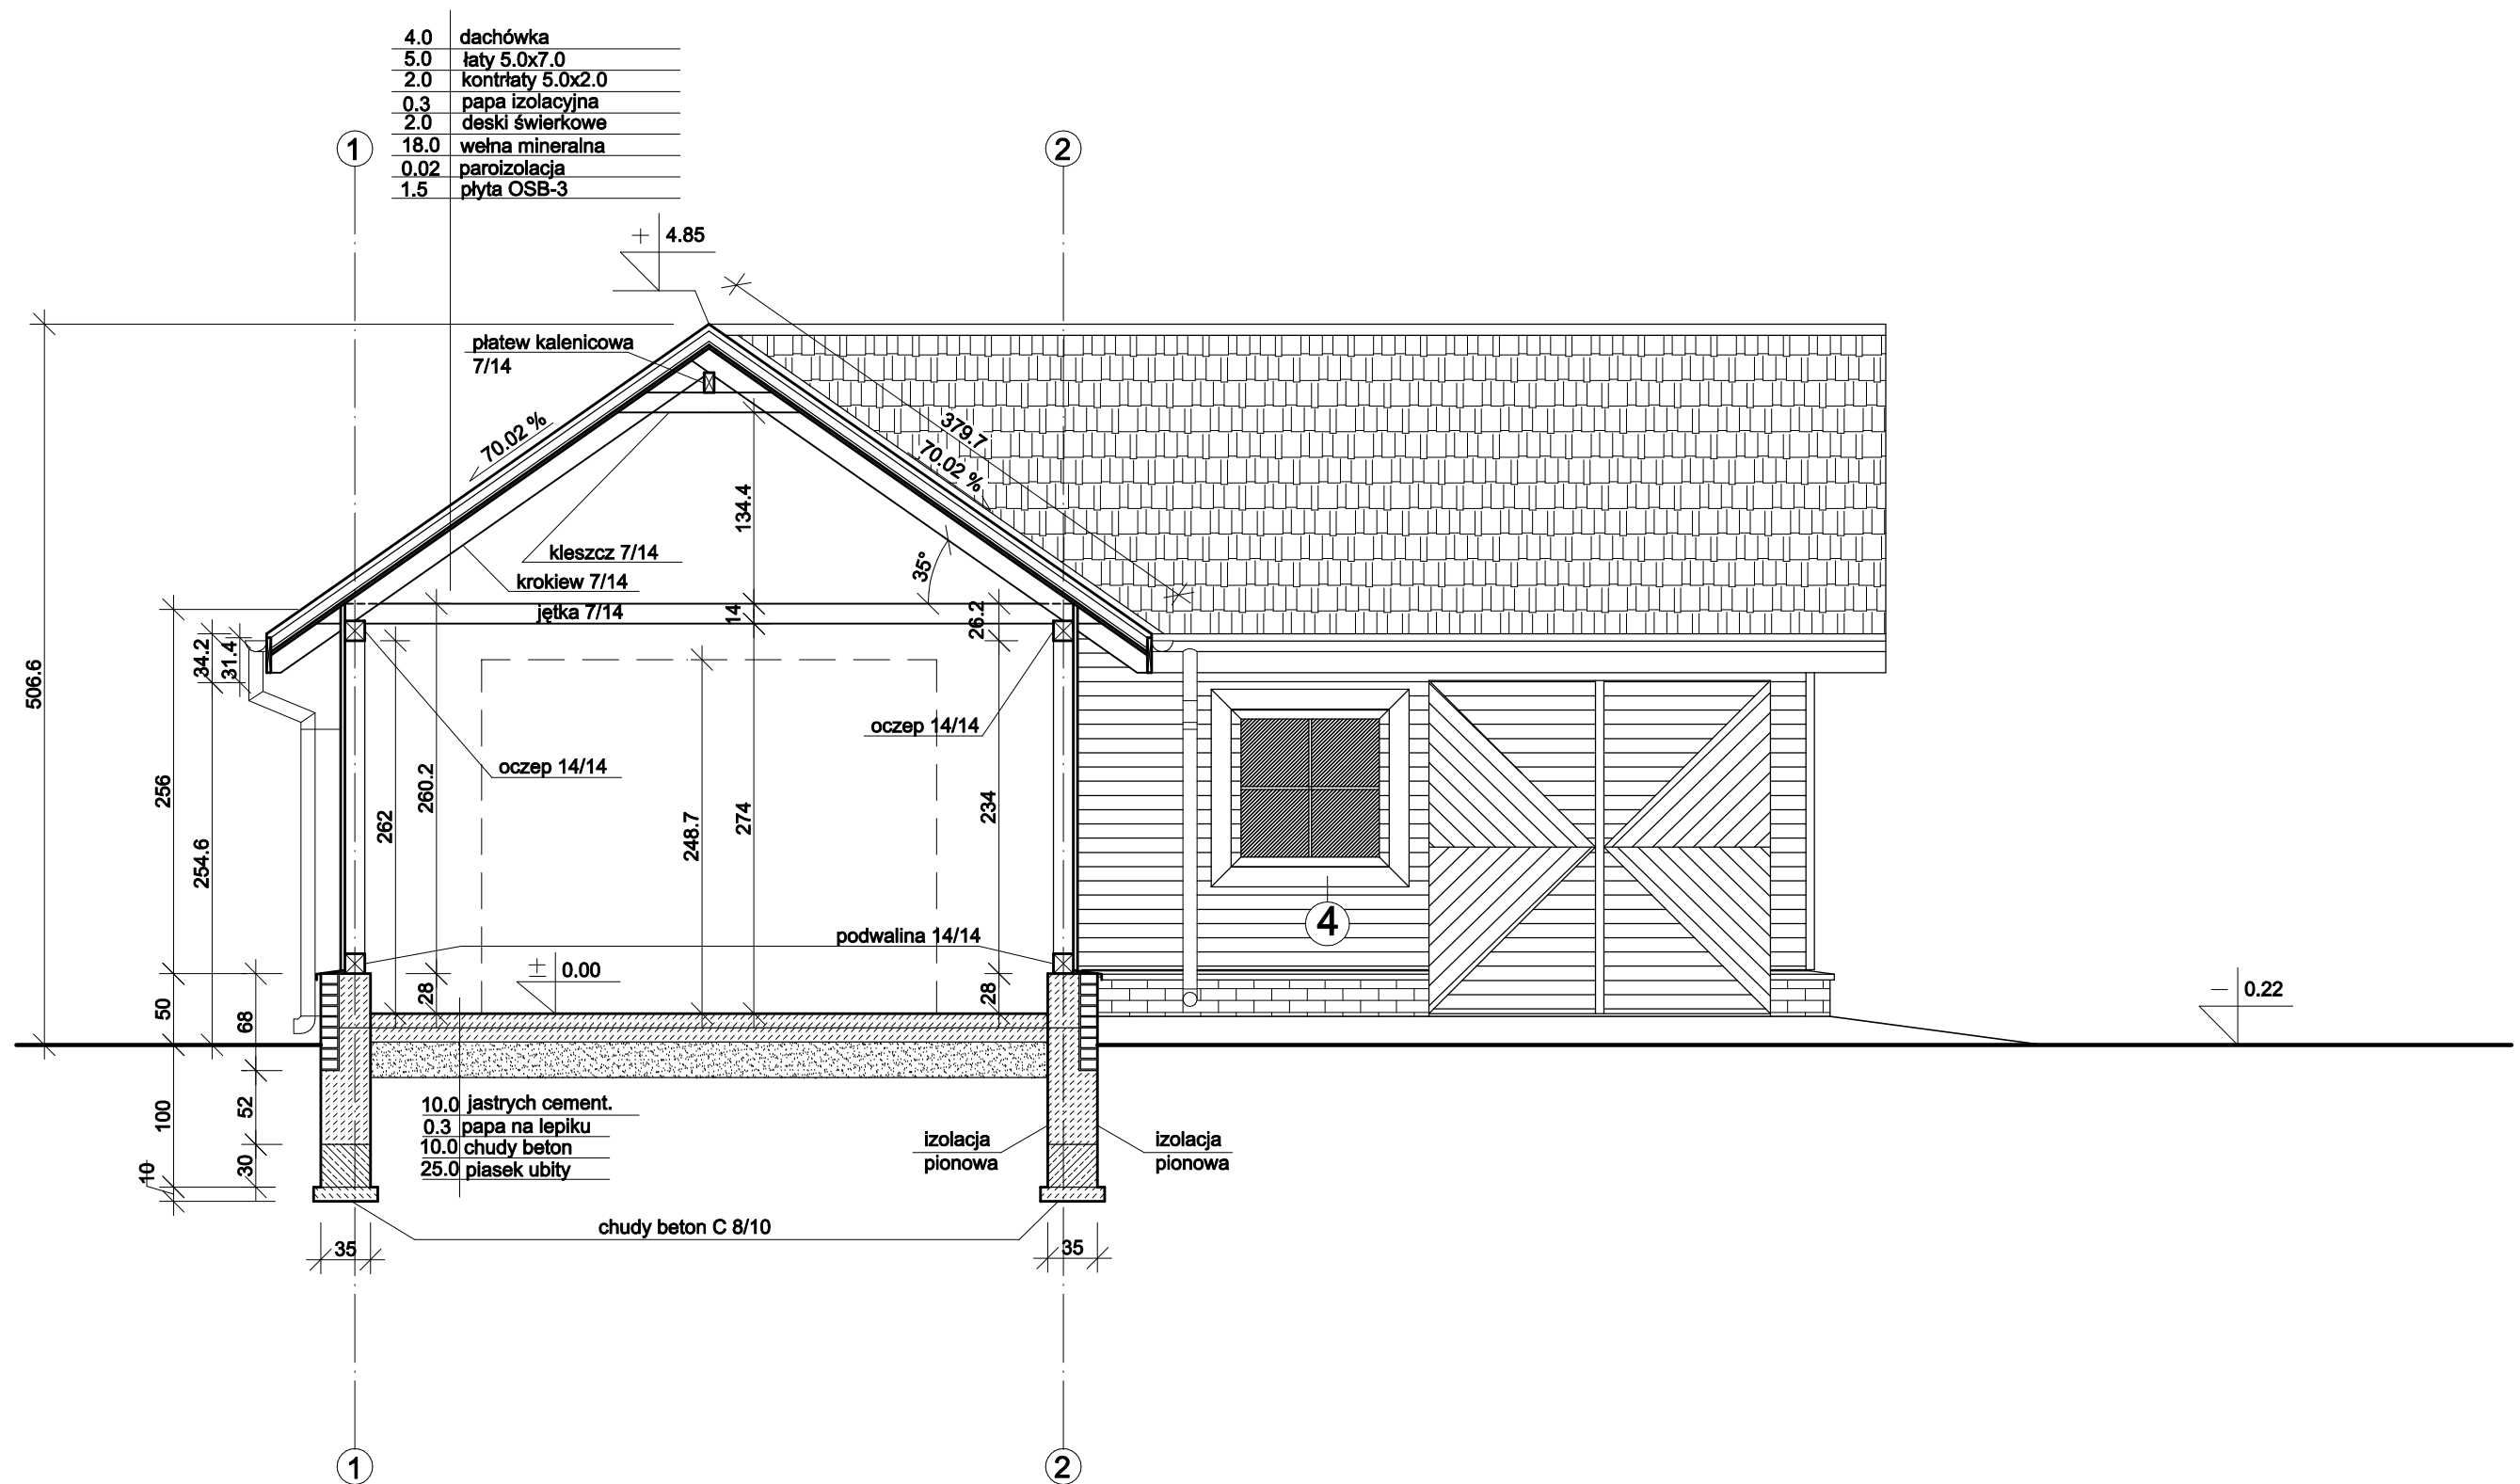 4.0 dachówka
5.0 łaty 5.0x7.0
2.0 kontrłaty 5.0x2.0
0.3 papa izolacyjna
2.0 deski świerkowe
18.0 wełna mineralna
0.02 paroizolacja
1.5 płyta OSB-3
1
2
+ 4.85
płatew kalenicowa
7/14
70.02 %
379.7
70.02 %
134.4
kleszcz 7/14
krokiew 7/14
35°
jętka 7/14
14
26.2
34.2
31.4
506.6
oczep 14/14
oczep 14/14
256
254.6
262
260.2
248.7
274
234
4
podwalina 14/14
± 0.00
- 0.22
28
28
50
68
100
52
30
10
10.0 jastrych cement.
0.3 papa na lepiku
10.0 chudy beton
25.0 piasek ubity
izolacja
pionowa
izolacja
pionowa
chudy beton C 8/10
35
35
1
2